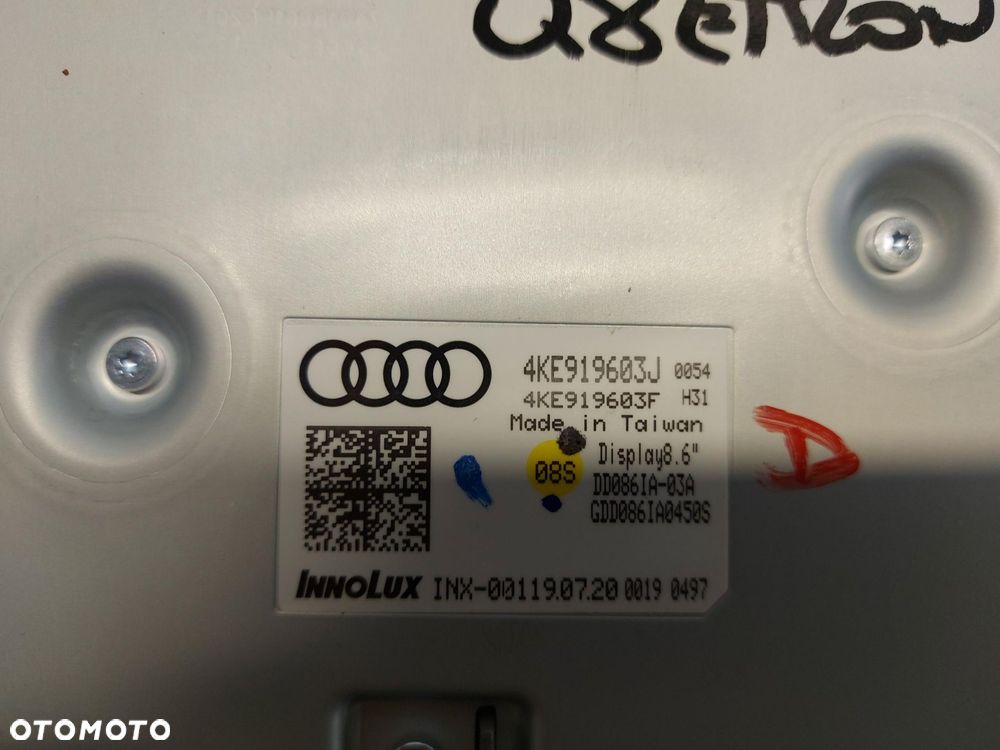 Q8 ETRON
4KE919603J 0054
4KE919603F H31
Made in Taiwan
Display8.6"
08S
DD086IA-03A
GDD086IA0450S
INNOLUX INX-00119.07.20 0019 0497
A
OTOMOTO